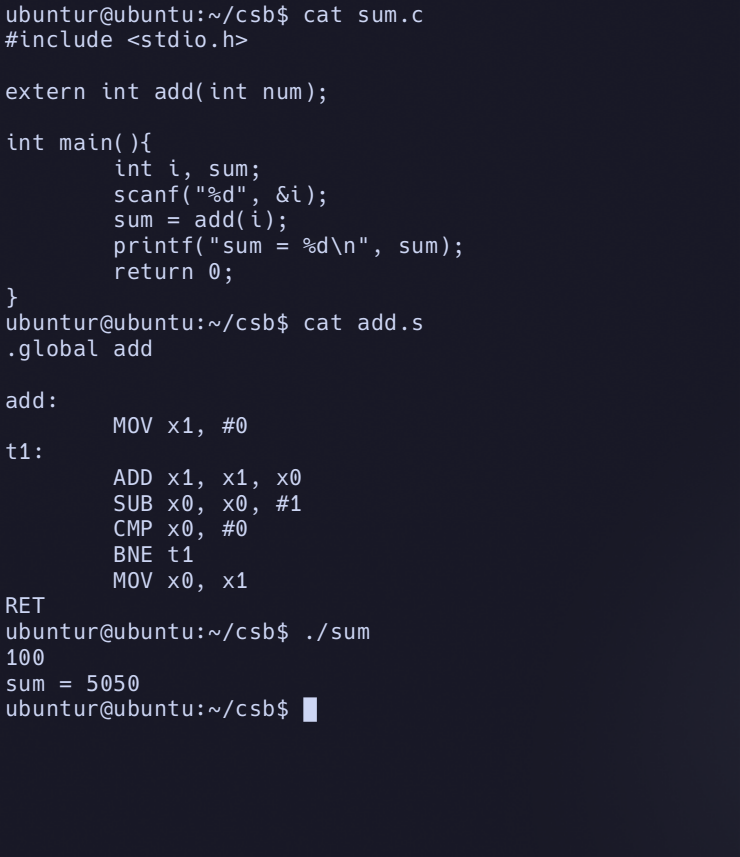 ubuntur@ubuntu:~/csb$ cat sum.c
#include <stdio.h>

extern int add(int num);

int main(){
        int i, sum;
        scanf("%d", &i);
        sum = add(i);
        printf("sum = %d\n", sum);
        return 0;
}
ubuntur@ubuntu:~/csb$ cat add.s
.global add

add:
        MOV x1, #0
t1:
        ADD x1, x1, x0
        SUB x0, x0, #1
        CMP x0, #0
        BNE t1
        MOV x0, x1
RET
ubuntur@ubuntu:~/csb$ ./sum
100
sum = 5050
ubuntur@ubuntu:~/csb$